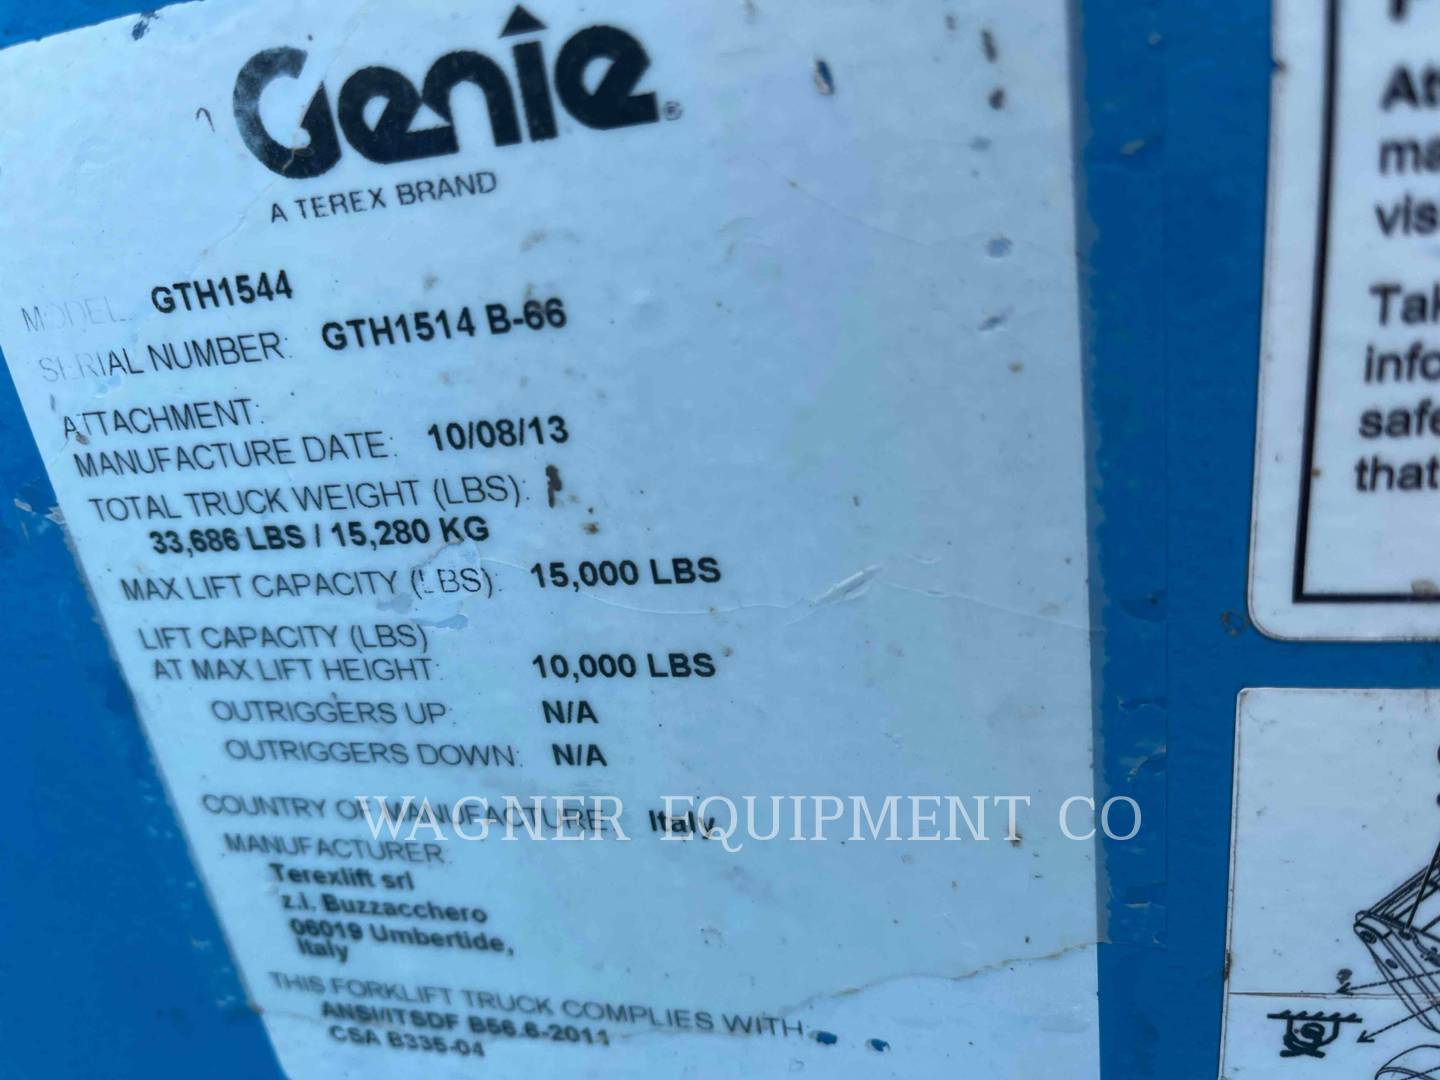 Genie®
A TEREX BRAND
MODEL: GTH1544
SERIAL NUMBER: GTH1514 B-66
ATTACHMENT:
MANUFACTURE DATE: 10/08/13
TOTAL TRUCK WEIGHT (LBS):
33,686 LBS / 15,280 KG
MAX LIFT CAPACITY (LBS): 15,000 LBS
LIFT CAPACITY (LBS)
AT MAX LIFT HEIGHT: 10,000 LBS
OUTRIGGERS UP: N/A
OUTRIGGERS DOWN: N/A
COUNTRY OF MANUFACTURE: Italy
WAGNER EQUIPMENT CO
MANUFACTURER:
Terexlift srl
z.i. Buzzacchero
06019 Umbertide,
Italy
THIS FORKLIFT TRUCK COMPLIES WITH:
ANSI/ITSDF B56.6-2011
CSA B335-04
vis
info
safe
that